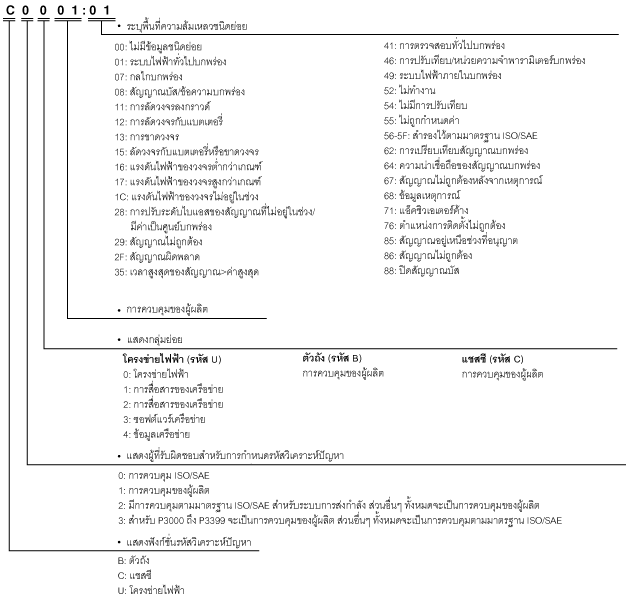 C 0 0 0 1 : 0 1
• ระบุพื้นที่ความล้มเหลวชนิดย่อย
00: ไม่มีข้อมูลชนิดย่อย
01: ระบบไฟฟ้าทั่วไปบกพร่อง
07: กลไกบกพร่อง
08: สัญญาณบัส/ข้อความบกพร่อง
11: การลัดวงจรลงกราวด์
12: การลัดวงจรกับแบตเตอรี่
13: การขาดวงจร
15: ลัดวงจรกับแบตเตอรี่หรือขาดวงจร
16: แรงดันไฟฟ้าของวงจรต่ำกว่าเกณฑ์
17: แรงดันไฟฟ้าของวงจรสูงกว่าเกณฑ์
1C: แรงดันไฟฟ้าของวงจรไม่อยู่ในช่วง
28: การปรับระดับไบแอสของสัญญาณที่ไม่อยู่ในช่วง/
มีค่าเป็นศูนย์บกพร่อง
29: สัญญาณไม่ถูกต้อง
2F: สัญญาณผิดพลาด
35: เวลาสูงสุดของสัญญาณ>ค่าสูงสุด
41: การตรวจสอบทั่วไปบกพร่อง
46: การปรับเทียบ/หน่วยความจำพารามิเตอร์บกพร่อง
49: ระบบไฟฟ้าภายในบกพร่อง
52: ไม่ทำงาน
54: ไม่มีการปรับเทียบ
55: ไม่ถูกกำหนดค่า
56-5F: สำรองไว้ตามมาตรฐาน ISO/SAE
62: การเปรียบเทียบสัญญาณบกพร่อง
64: ความน่าเชื่อถือของสัญญาณบกพร่อง
67: สัญญาณไม่ถูกต้องหลังจากเหตุการณ์
68: ข้อมูลเหตุการณ์
71: แอ็คชิวเอเตอร์ค้าง
76: ตำแหน่งการติดตั้งไม่ถูกต้อง
85: สัญญาณอยู่เหนือช่วงที่อนุญาต
86: สัญญาณไม่ถูกต้อง
88: ปิดสัญญาณบัส
• การควบคุมของผู้ผลิต
• แสดงกลุ่มย่อย
โครงข่ายไฟฟ้า (รหัส U)
0: โครงข่ายไฟฟ้า
1: การสื่อสารของเครือข่าย
2: การสื่อสารของเครือข่าย
3: ซอฟต์แวร์เครือข่าย
4: ข้อมูลเครือข่าย
ตัวถัง (รหัส B)
การควบคุมของผู้ผลิต
แชสซี (รหัส C)
การควบคุมของผู้ผลิต
• แสดงผู้ที่รับผิดชอบสำหรับการกำหนดรหัสวิเคราะห์ปัญหา
0: การควบคุม ISO/SAE
1: การควบคุมของผู้ผลิต
2: มีการควบคุมตามมาตรฐาน ISO/SAE สำหรับระบบการส่งกำลัง ส่วนอื่นๆ ทั้งหมดจะเป็นการควบคุมของผู้ผลิต
3: สำหรับ P3000 ถึง P3399 จะเป็นการควบคุมของผู้ผลิต ส่วนอื่นๆ ทั้งหมดจะเป็นการควบคุมตามมาตรฐาน ISO/SAE
• แสดงฟังก์ชั่นรหัสวิเคราะห์ปัญหา
B: ตัวถัง
C: แชสซี
U: โครงข่ายไฟฟ้า